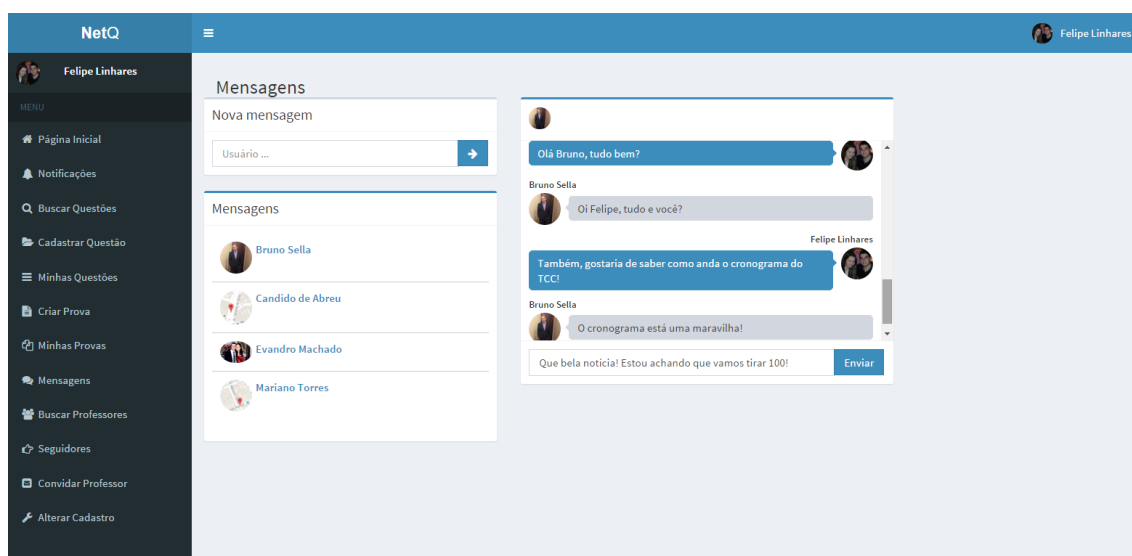 NetQ
Felipe Linhares
Felipe Linhares
MENU
Página Inicial
Notificações
Buscar Questões
Cadastrar Questão
Minhas Questões
Criar Prova
Minhas Provas
Mensagens
Buscar Professores
Seguidores
Convidar Professor
Alterar Cadastro
Mensagens
Nova mensagem
Usuário ...
Mensagens
Bruno Sella
Candido de Abreu
Evandro Machado
Mariano Torres
Olá Bruno, tudo bem?
Bruno Sella
Oi Felipe, tudo e você?
Felipe Linhares
Também, gostaria de saber como anda o cronograma do
TCC!
Bruno Sella
O cronograma está uma maravilha!
Que bela noticia! Estou achando que vamos tirar 100!
Enviar